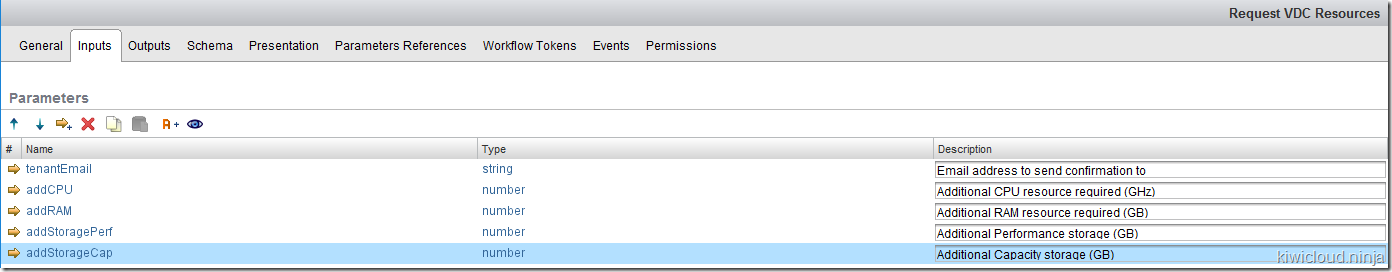 Request VDC Resources
General Inputs Outputs Schema Presentation Parameters References Workflow Tokens Events Permissions
Parameters
A +
# Name Type Description
tenantEmail string Email address to send confirmation to
addCPU number Additional CPU resource required (GHz)
addRAM number Additional RAM resource required (GB)
addStoragePerf number Additional Performance storage (GB)
addStorageCap number Additional Capacity storage (GB)
kiwicloud.ninja